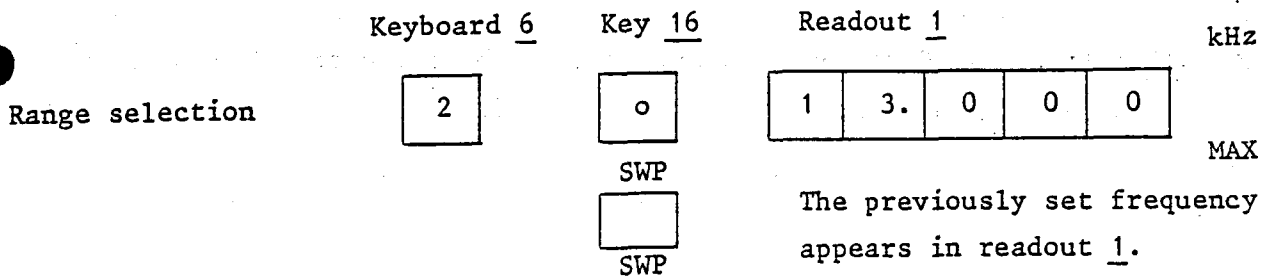 Keyboard 6 Key 16 Readout 1 kHz
Range selection 2 o 1 3. 0 0 0
MAX
SWP
The previously set frequency
appears in readout 1.
SWP